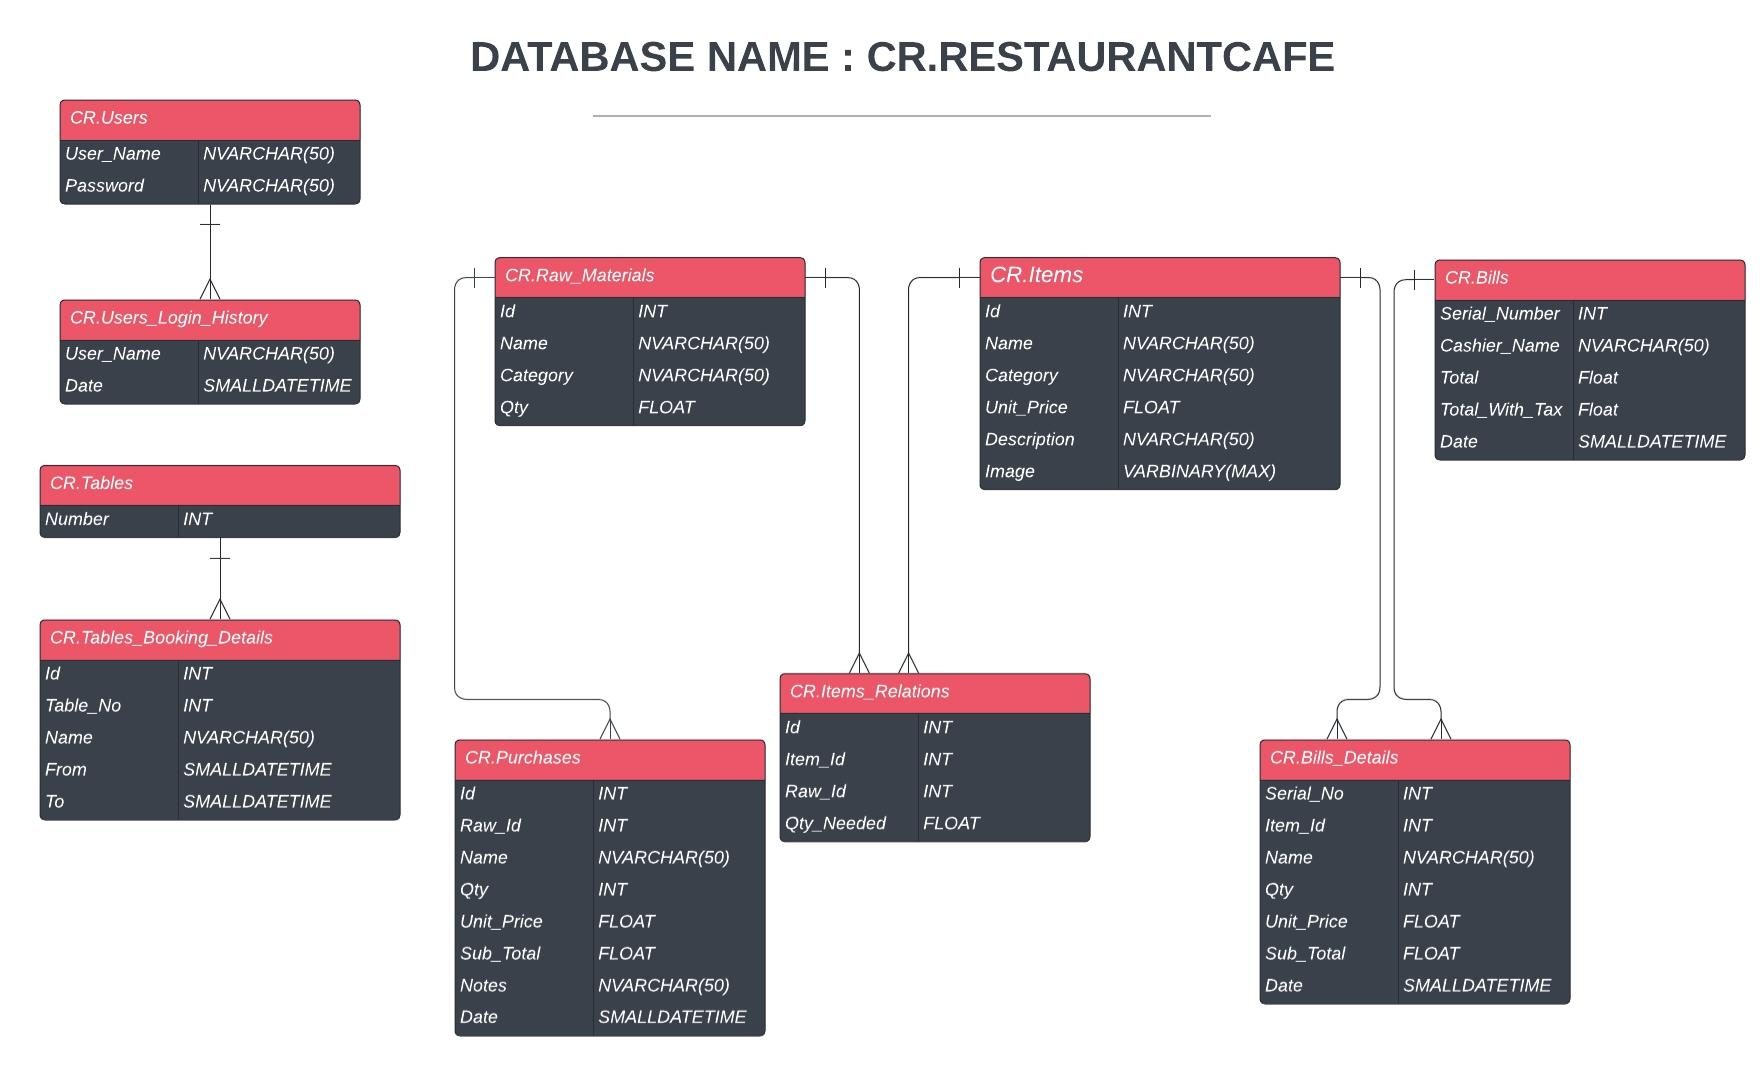 DATABASE NAME : CR.RESTAURANTCAFE
CR.Users
User_Name NVARCHAR(50)
Password NVARCHAR(50)
CR.Users_Login_History
User_Name NVARCHAR(50)
Date SMALLDATETIME
CR.Tables
Number INT
CR.Tables_Booking_Details
Id INT
Table_No INT
Name NVARCHAR(50)
From SMALLDATETIME
To SMALLDATETIME
CR.Raw_Materials
Id INT
Name NVARCHAR(50)
Category NVARCHAR(50)
Qty FLOAT
CR.Purchases
Id INT
Raw_Id INT
Name NVARCHAR(50)
Qty INT
Unit_Price FLOAT
Sub_Total FLOAT
Notes NVARCHAR(50)
Date SMALLDATETIME
CR.Items_Relations
Id INT
Item_Id INT
Raw_Id INT
Qty_Needed FLOAT
CR.Items
Id INT
Name NVARCHAR(50)
Category NVARCHAR(50)
Unit_Price FLOAT
Description NVARCHAR(50)
Image VARBINARY(MAX)
CR.Bills
Serial_Number INT
Cashier_Name NVARCHAR(50)
Total Float
Total_With_Tax Float
Date SMALLDATETIME
CR.Bills_Details
Serial_No INT
Item_Id INT
Name NVARCHAR(50)
Qty INT
Unit_Price FLOAT
Sub_Total FLOAT
Date SMALLDATETIME